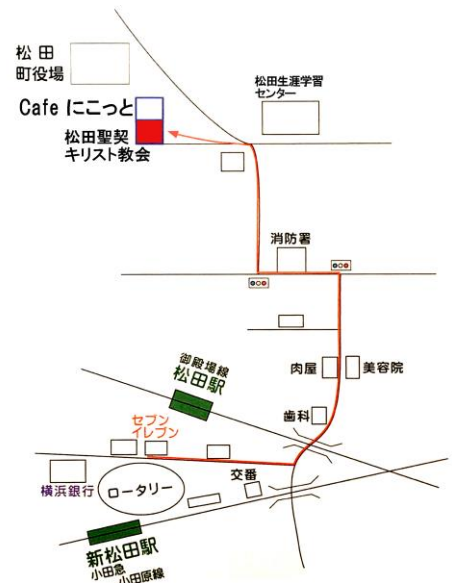 松田
町役場
松田生涯学習
センター
Cafe にこっと
松田聖契
キリスト教会
消防署
御殿場線
松田駅
肉屋
美容院
歯科
セブン
イレブン
交番
横浜銀行
ロータリー
新松田駅
小田急
小田原線